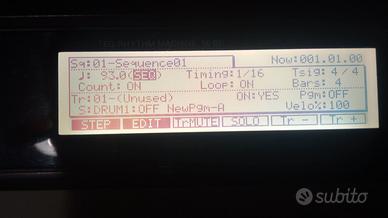 Sq:01-Sequence01 Now:001.01.00
♩: 93.0(SEQ) Timing:1/16 Tsig: 4/ 4
Count: ON Loop: ON Bars: 4
Tr:01-(Unused) ON:YES Pgm:OFF
S:DRUM1:OFF NewPgm-A Velo%:100
STEP EDIT TrMUTE SOLO Tr - Tr +
subito